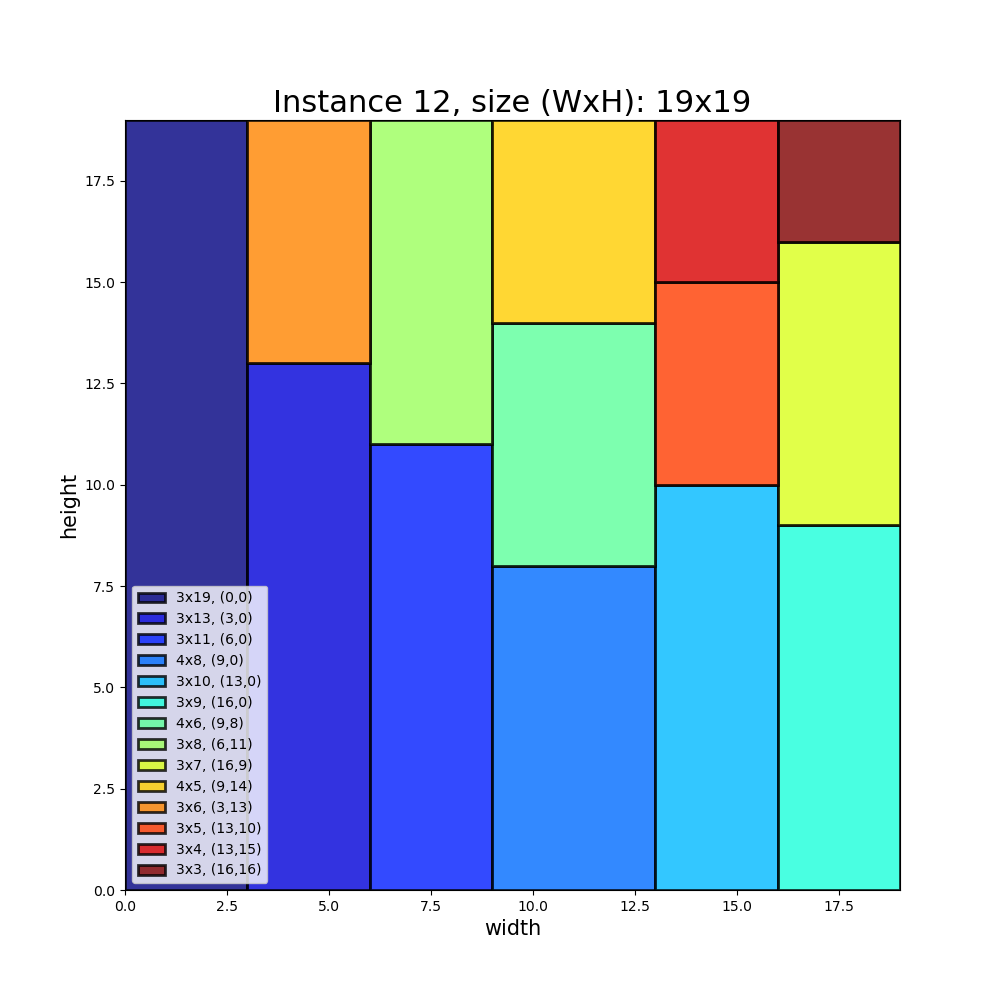 Instance 12, size (WxH): 19x19
height
17.5
15.0
12.5
10.0
7.5
5.0
2.5
0.0
3x19, (0,0)
3x13, (3,0)
3x11, (6,0)
4x8, (9,0)
3x10, (13,0)
3x9, (16,0)
4x6, (9,8)
3x8, (6,11)
3x7, (16,9)
4x5, (9,14)
3x6, (3,13)
3x5, (13,10)
3x4, (13,15)
3x3, (16,16)
0.0 2.5 5.0 7.5 10.0 12.5 15.0 17.5
width